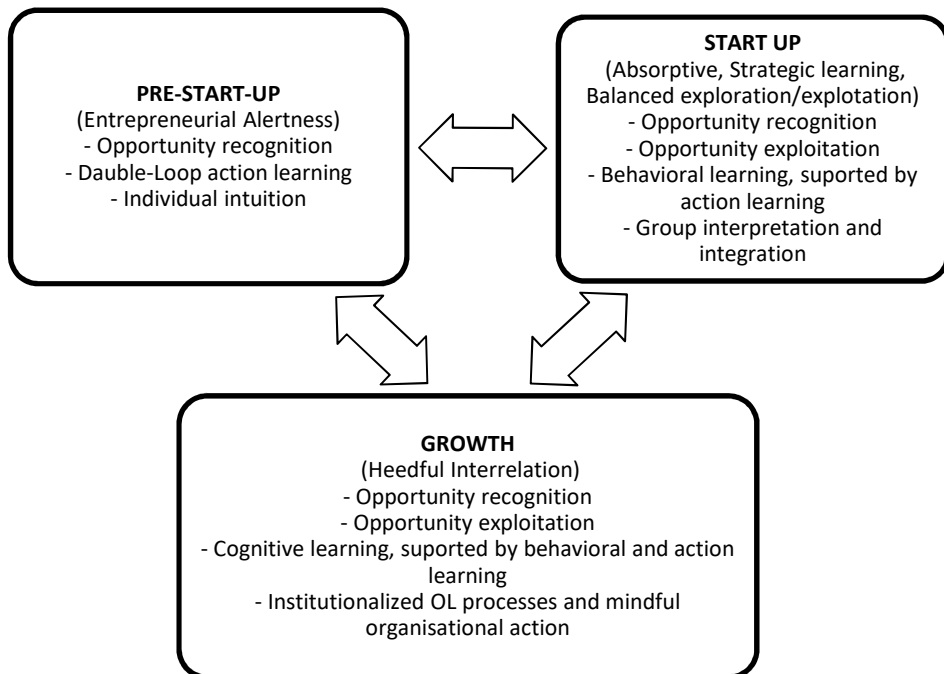 PRE-START-UP
(Entrepreneurial Alertness)
- Opportunity recognition
- Dauble-Loop action learning
- Individual intuition
START UP
(Absorptive, Strategic learning,
Balanced exploration/explotation)
- Opportunity recognition
- Opportunity exploitation
- Behavioral learning, suported by
action learning
- Group interpretation and
integration
GROWTH
(Heedful Interrelation)
- Opportunity recognition
- Opportunity exploitation
- Cognitive learning, suported by behavioral and action
learning
- Institutionalized OL processes and mindful
organisational action